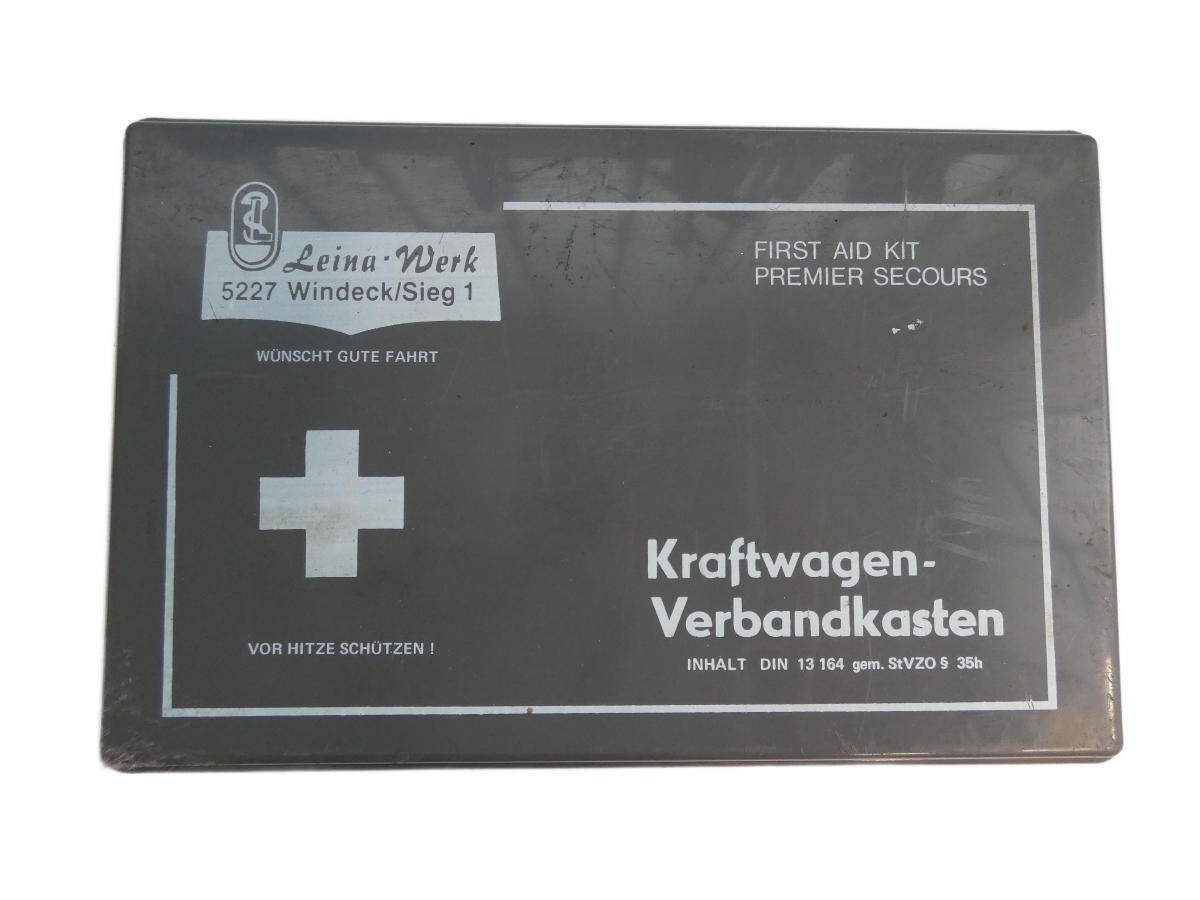 Leina-Werk
5227 Windeck/Sieg 1
WÜNSCHT GUTE FAHRT
FIRST AID KIT
PREMIER SECOURS
VOR HITZE SCHÜTZEN !
Kraftwagen-
Verbandkasten
INHALT DIN 13 164 gem. StVZO § 35h